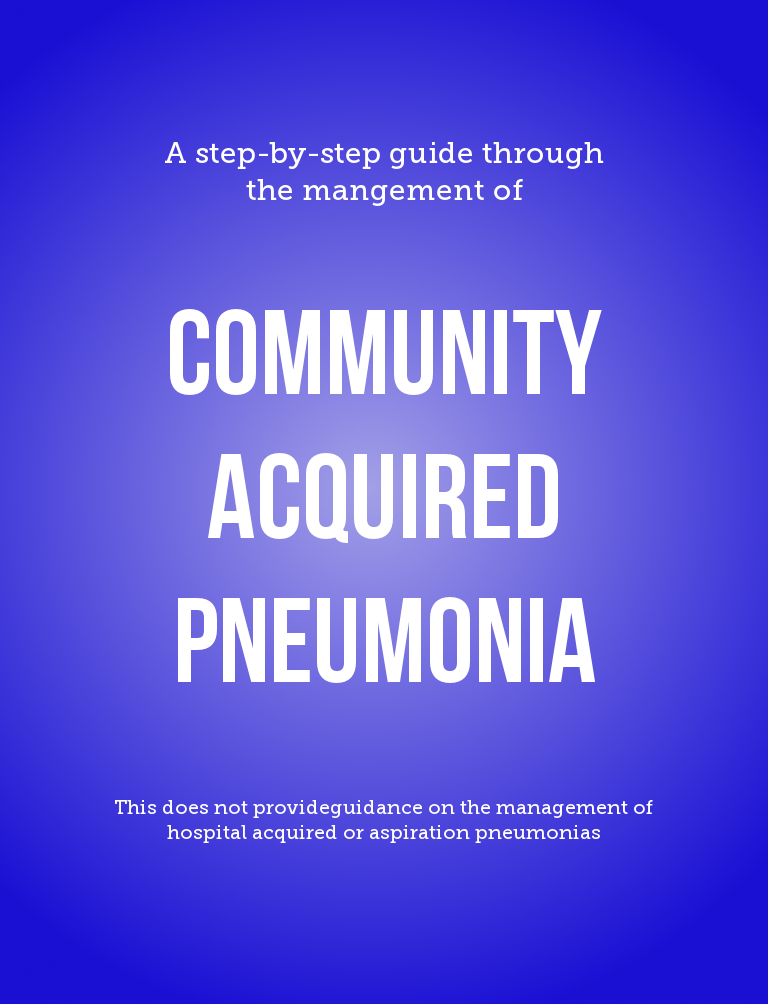 A step-by-step guide through
the mangement of
COMMUNITY
ACQUIRED
PNEUMONIA
This does not provideguidance on the management of
hospital acquired or aspiration pneumonias